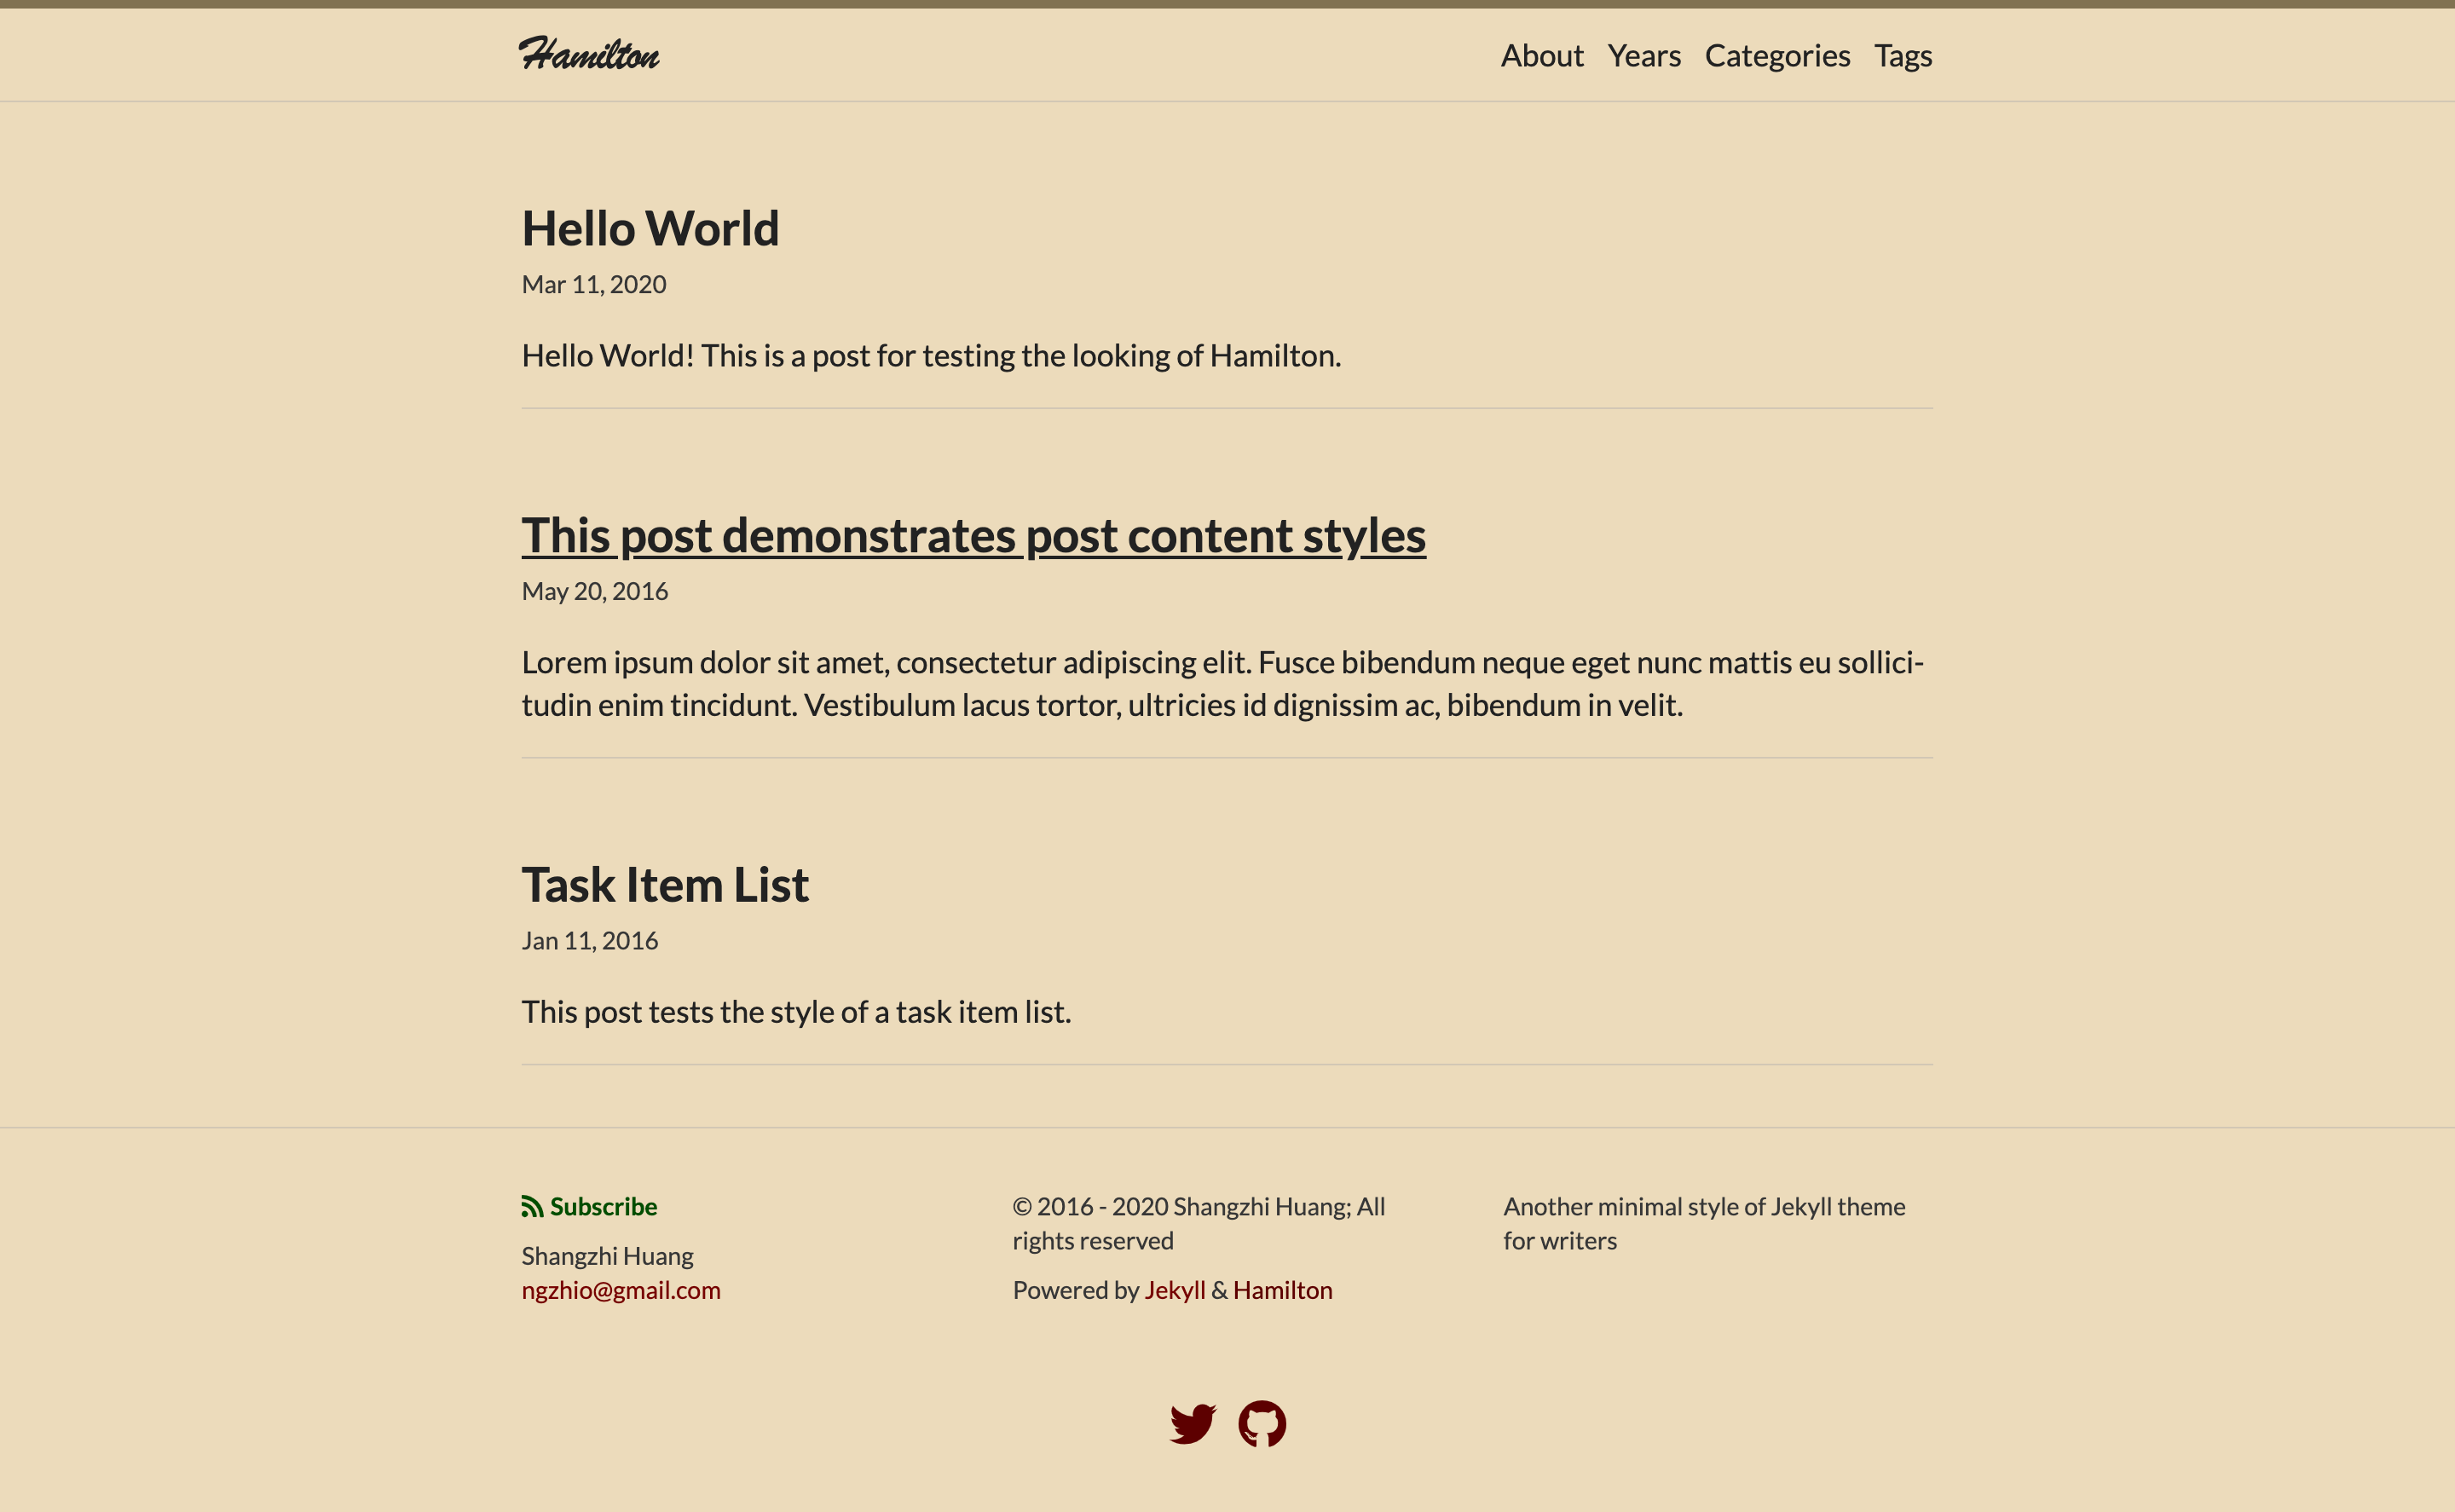 Hamilton
About Years Categories Tags
Hello World
Mar 11, 2020
Hello World! This is a post for testing the looking of Hamilton.
This post demonstrates post content styles
May 20, 2016
Lorem ipsum dolor sit amet, consectetur adipiscing elit. Fusce bibendum neque eget nunc mattis eu sollici-
tudin enim tincidunt. Vestibulum lacus tortor, ultricies id dignissim ac, bibendum in velit.
Task Item List
Jan 11, 2016
This post tests the style of a task item list.
Subscribe
Shangzhi Huang
ngzhio@gmail.com
© 2016 - 2020 Shangzhi Huang; All
rights reserved
Powered by Jekyll & Hamilton
Another minimal style of Jekyll theme
for writers